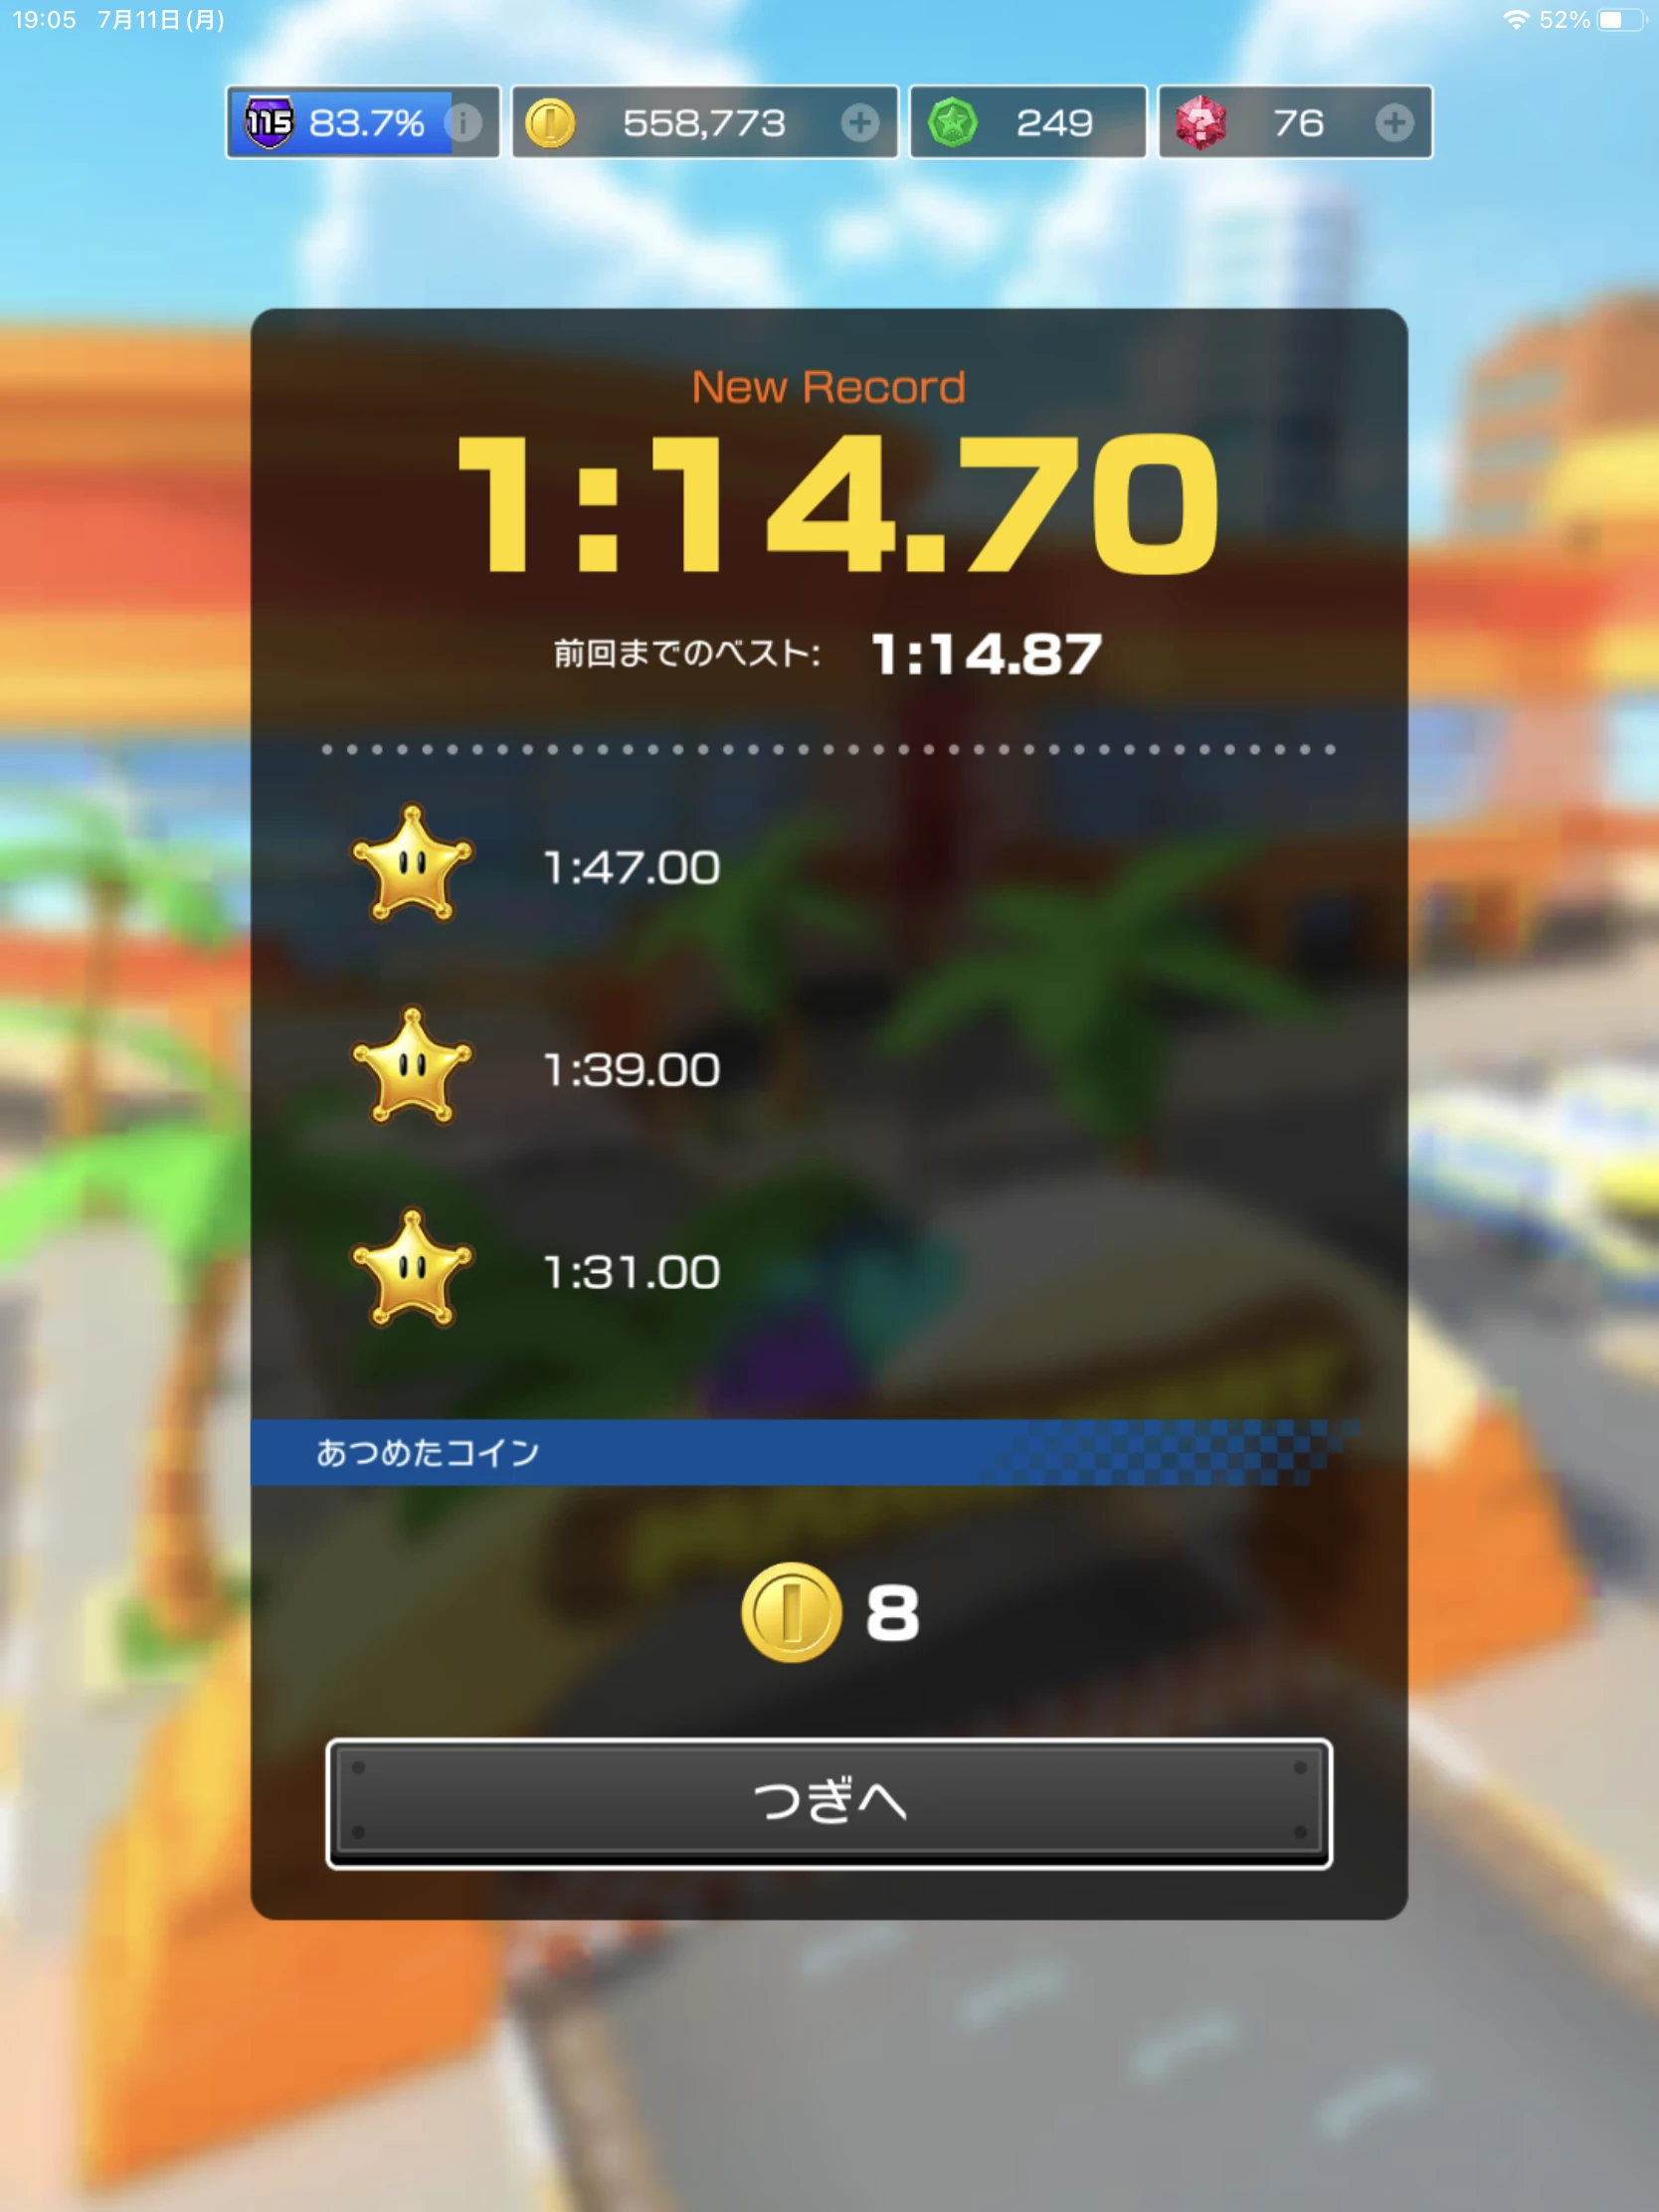 19:05 7月11日(月) 52%
115 83.7% i 558,773 + 249 ? 76 +
New Record
1:14.70
前回までのベスト: 1:14.87
1:47.00
1:39.00
1:31.00
あつめたコイン
8
つぎへ